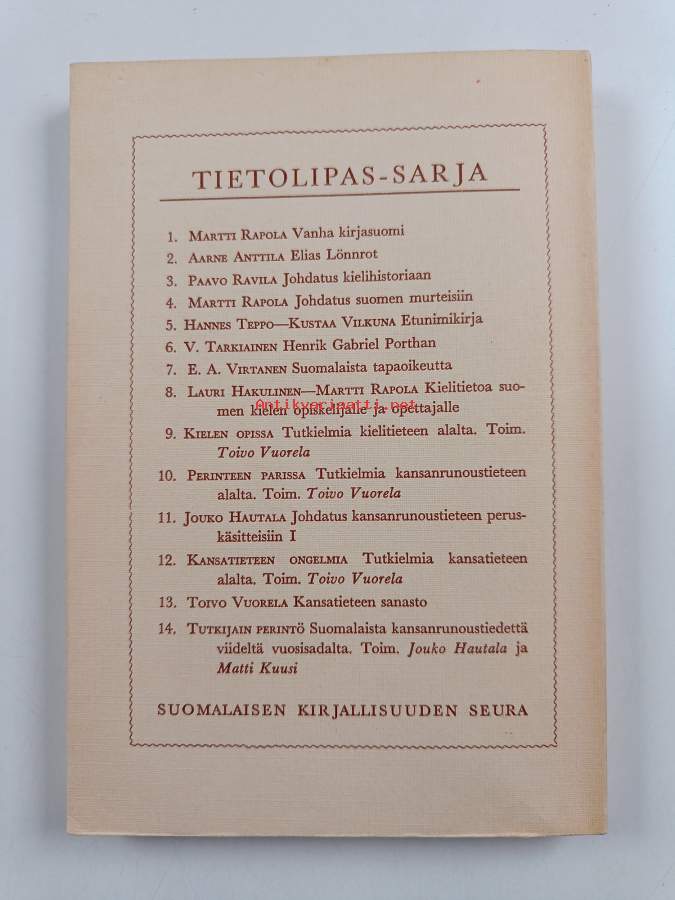 TIETOLIPAS-SARJA
1. MARTTI RAPOLA Vanha kirjasuomi
2. AARNE ANTTILA Elias Lönnrot
3. PAAVO RAVILA Johdatus kielihistoriaan
4. MARTTI RAPOLA Johdatus suomen murteisiin
5. HANNES TEPPO—KUSTAA VILKUNA Etunimikirja
6. V. TARKIAINEN Henrik Gabriel Porthan
7. E. A. VIRTANEN Suomalaista tapaoikeutta
8. LAURI HAKULINEN—MARTTI RAPOLA Kielitietoa suo-
Antikvariaatti.net
men kielen opiskelijalle ja opettajalle
9. KIELEN OPISSA Tutkielmia kielitieteen alalta. Toim.
Toivo Vuorela
10. PERINTEEN PARISSA Tutkielmia kansanrunoustieteen
alalta. Toim. Toivo Vuorela
11. JOUKO HAUTALA Johdatus kansanrunoustieteen perus-
käsitteisiin I
12. KANSATIETEEN ONGELMIA Tutkielmia kansatieteen
alalta. Toim. Toivo Vuorela
13. TOIVO VUORELA Kansatieteen sanasto
14. TUTKIJAIN PERINTÖ Suomalaista kansanrunoustiedettä
viideltä vuosisadalta. Toim. Jouko Hautala ja
Matti Kuusi
SUOMALAISEN KIRJALLISUUDEN SEURA